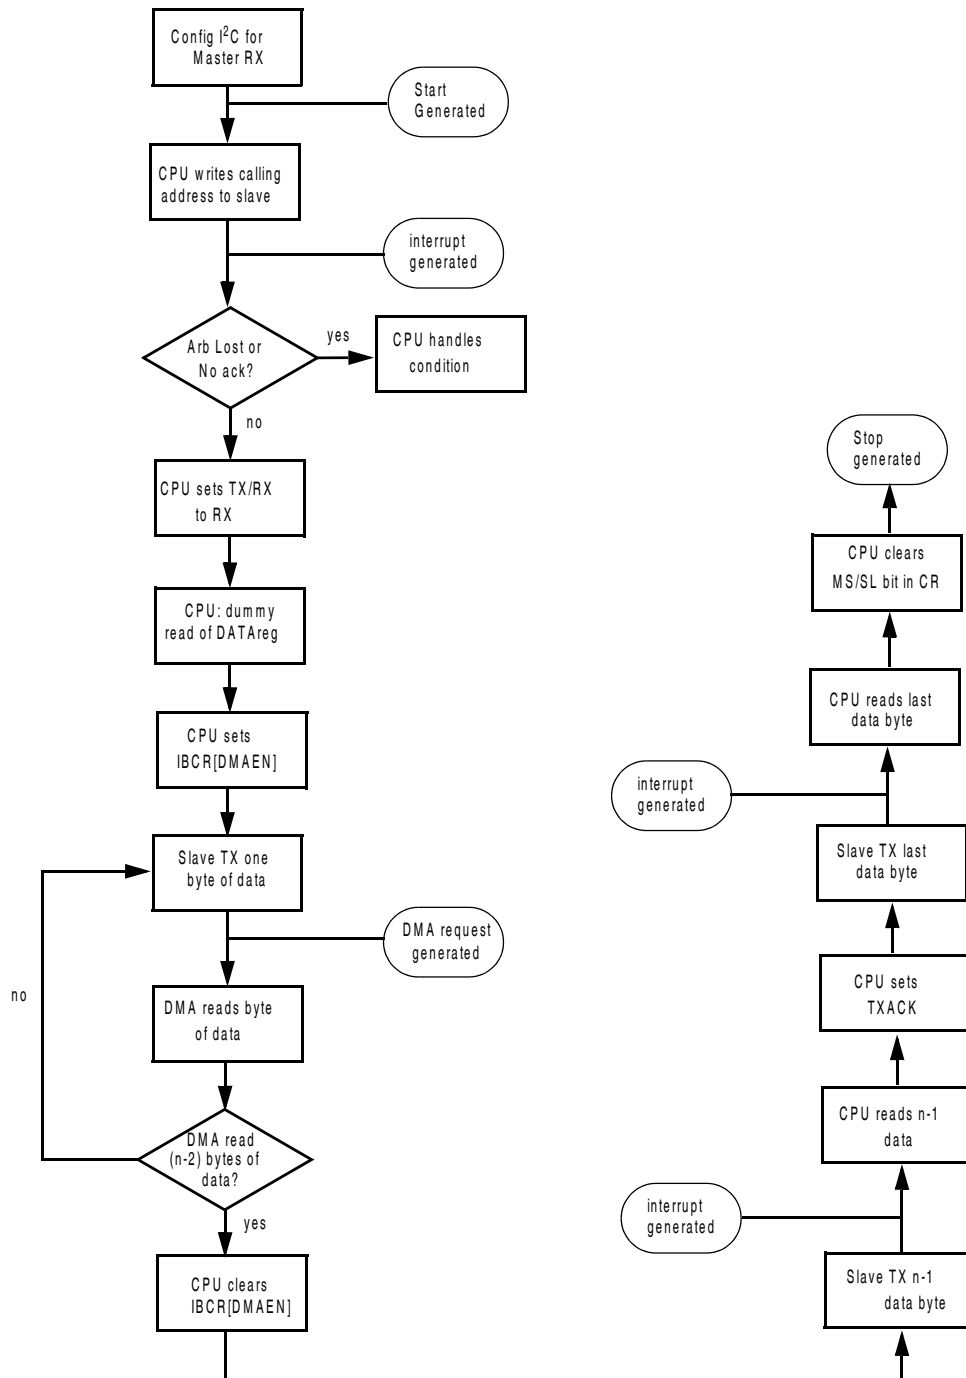 Config I²C for
Master RX
Start
Generated
CPU writes calling
address to slave
interrupt
generated
Arb Lost or
No ack?
yes
CPU handles
condition
no
CPU sets TX/RX
to RX
CPU: dummy
read of DATAreg
CPU sets
IBCR[DMAEN]
Slave TX one
byte of data
DMA request
generated
no
DMA reads byte
of data
DMA read
(n-2) bytes of
data?
yes
CPU clears
IBCR[DMAEN]
Stop
generated
CPU clears
MS/SL bit in CR
CPU reads last
data byte
interrupt
generated
Slave TX last
data byte
CPU sets
TXACK
CPU reads n-1
data
interrupt
generated
Slave TX n-1
data byte